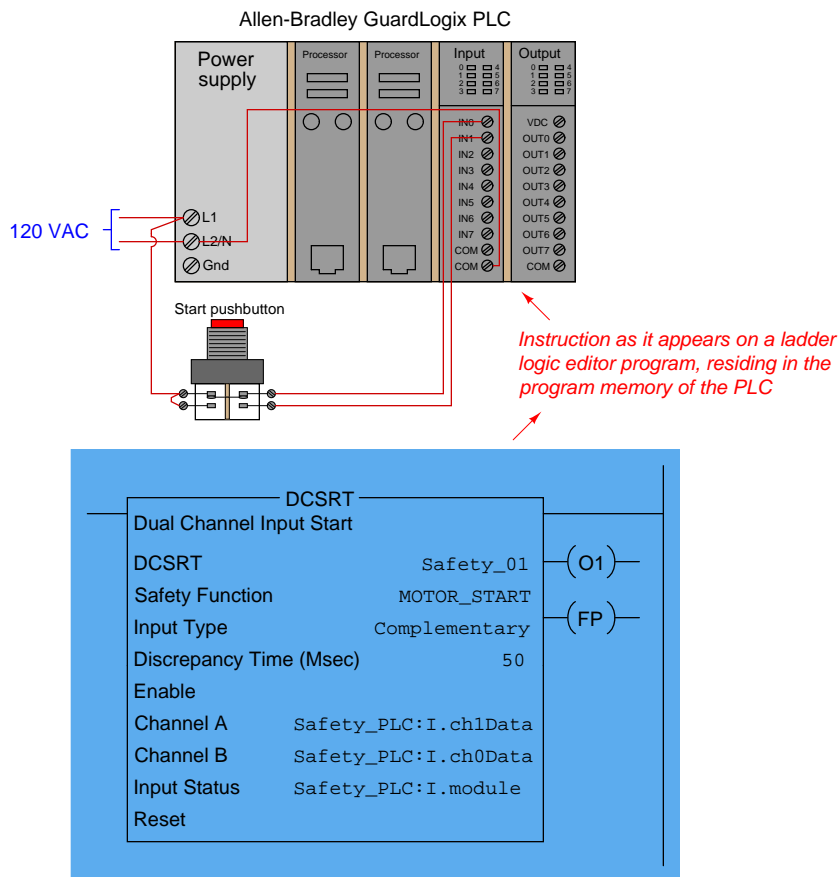 Allen-Bradley GuardLogix PLC
Power
supply
Processor
Processor
Input
0 4
1 5
2 6
3 7
Output
0 4
1 5
2 6
3 7
IN0
IN1
IN2
IN3
IN4
IN5
IN6
IN7
COM
COM
VDC
OUT0
OUT1
OUT2
OUT3
OUT4
OUT5
OUT6
OUT7
COM
120 VAC
L1
L2/N
Gnd
Start pushbutton
Instruction as it appears on a ladder
logic editor program, residing in the
program memory of the PLC
DCSRT
Dual Channel Input Start
DCSRT Safety_01
Safety Function MOTOR_START
Input Type Complementary
Discrepancy Time (Msec) 50
Enable
Channel A Safety_PLC:I.ch1Data
Channel B Safety_PLC:I.ch0Data
Input Status Safety_PLC:I.module
Reset
O1
FP